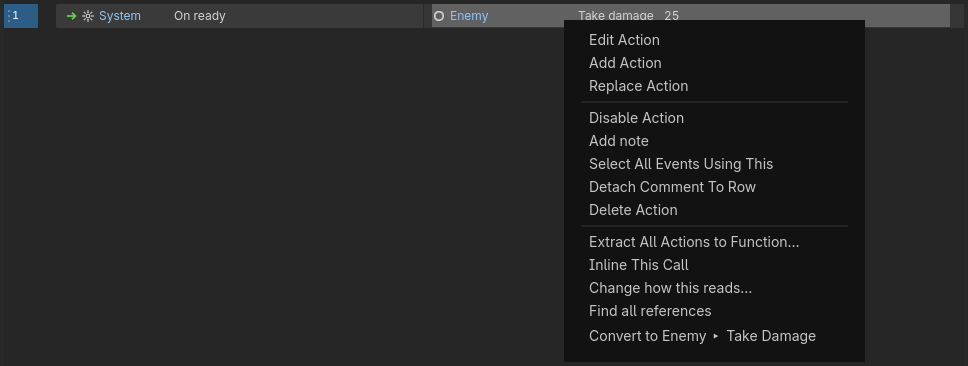 1 System On ready Enemy Take damage 25
Edit Action
Add Action
Replace Action
Disable Action
Add note
Select All Events Using This
Detach Comment To Row
Delete Action
Extract All Actions to Function...
Inline This Call
Change how this reads...
Find all references
Convert to Enemy ‣ Take Damage